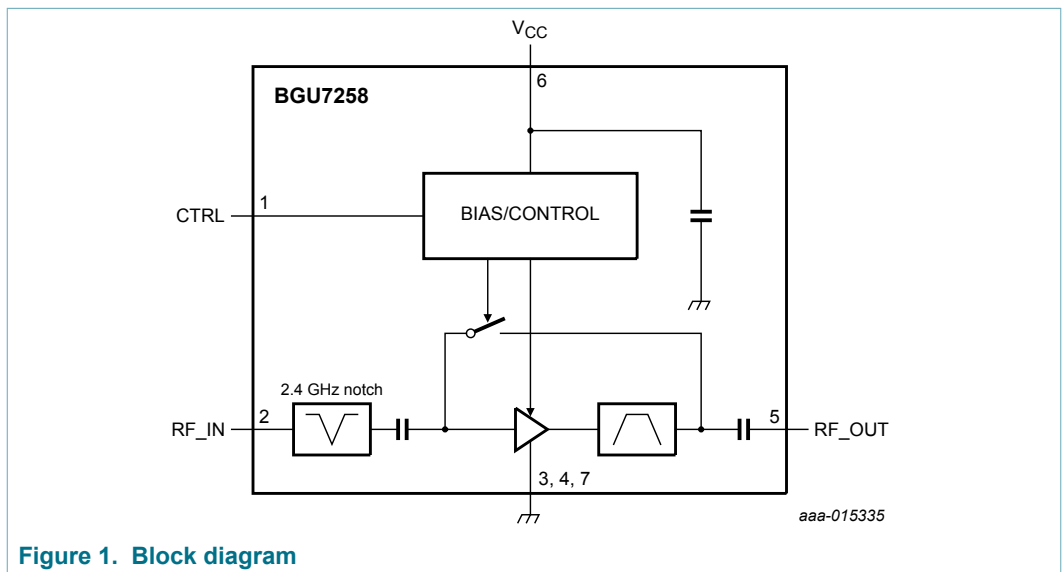 VCC
6
BGU7258
CTRL
1
BIAS/CONTROL
2.4 GHz notch
RF_IN
2
5
RF_OUT
3, 4, 7
aaa-015335
Figure 1. Block diagram